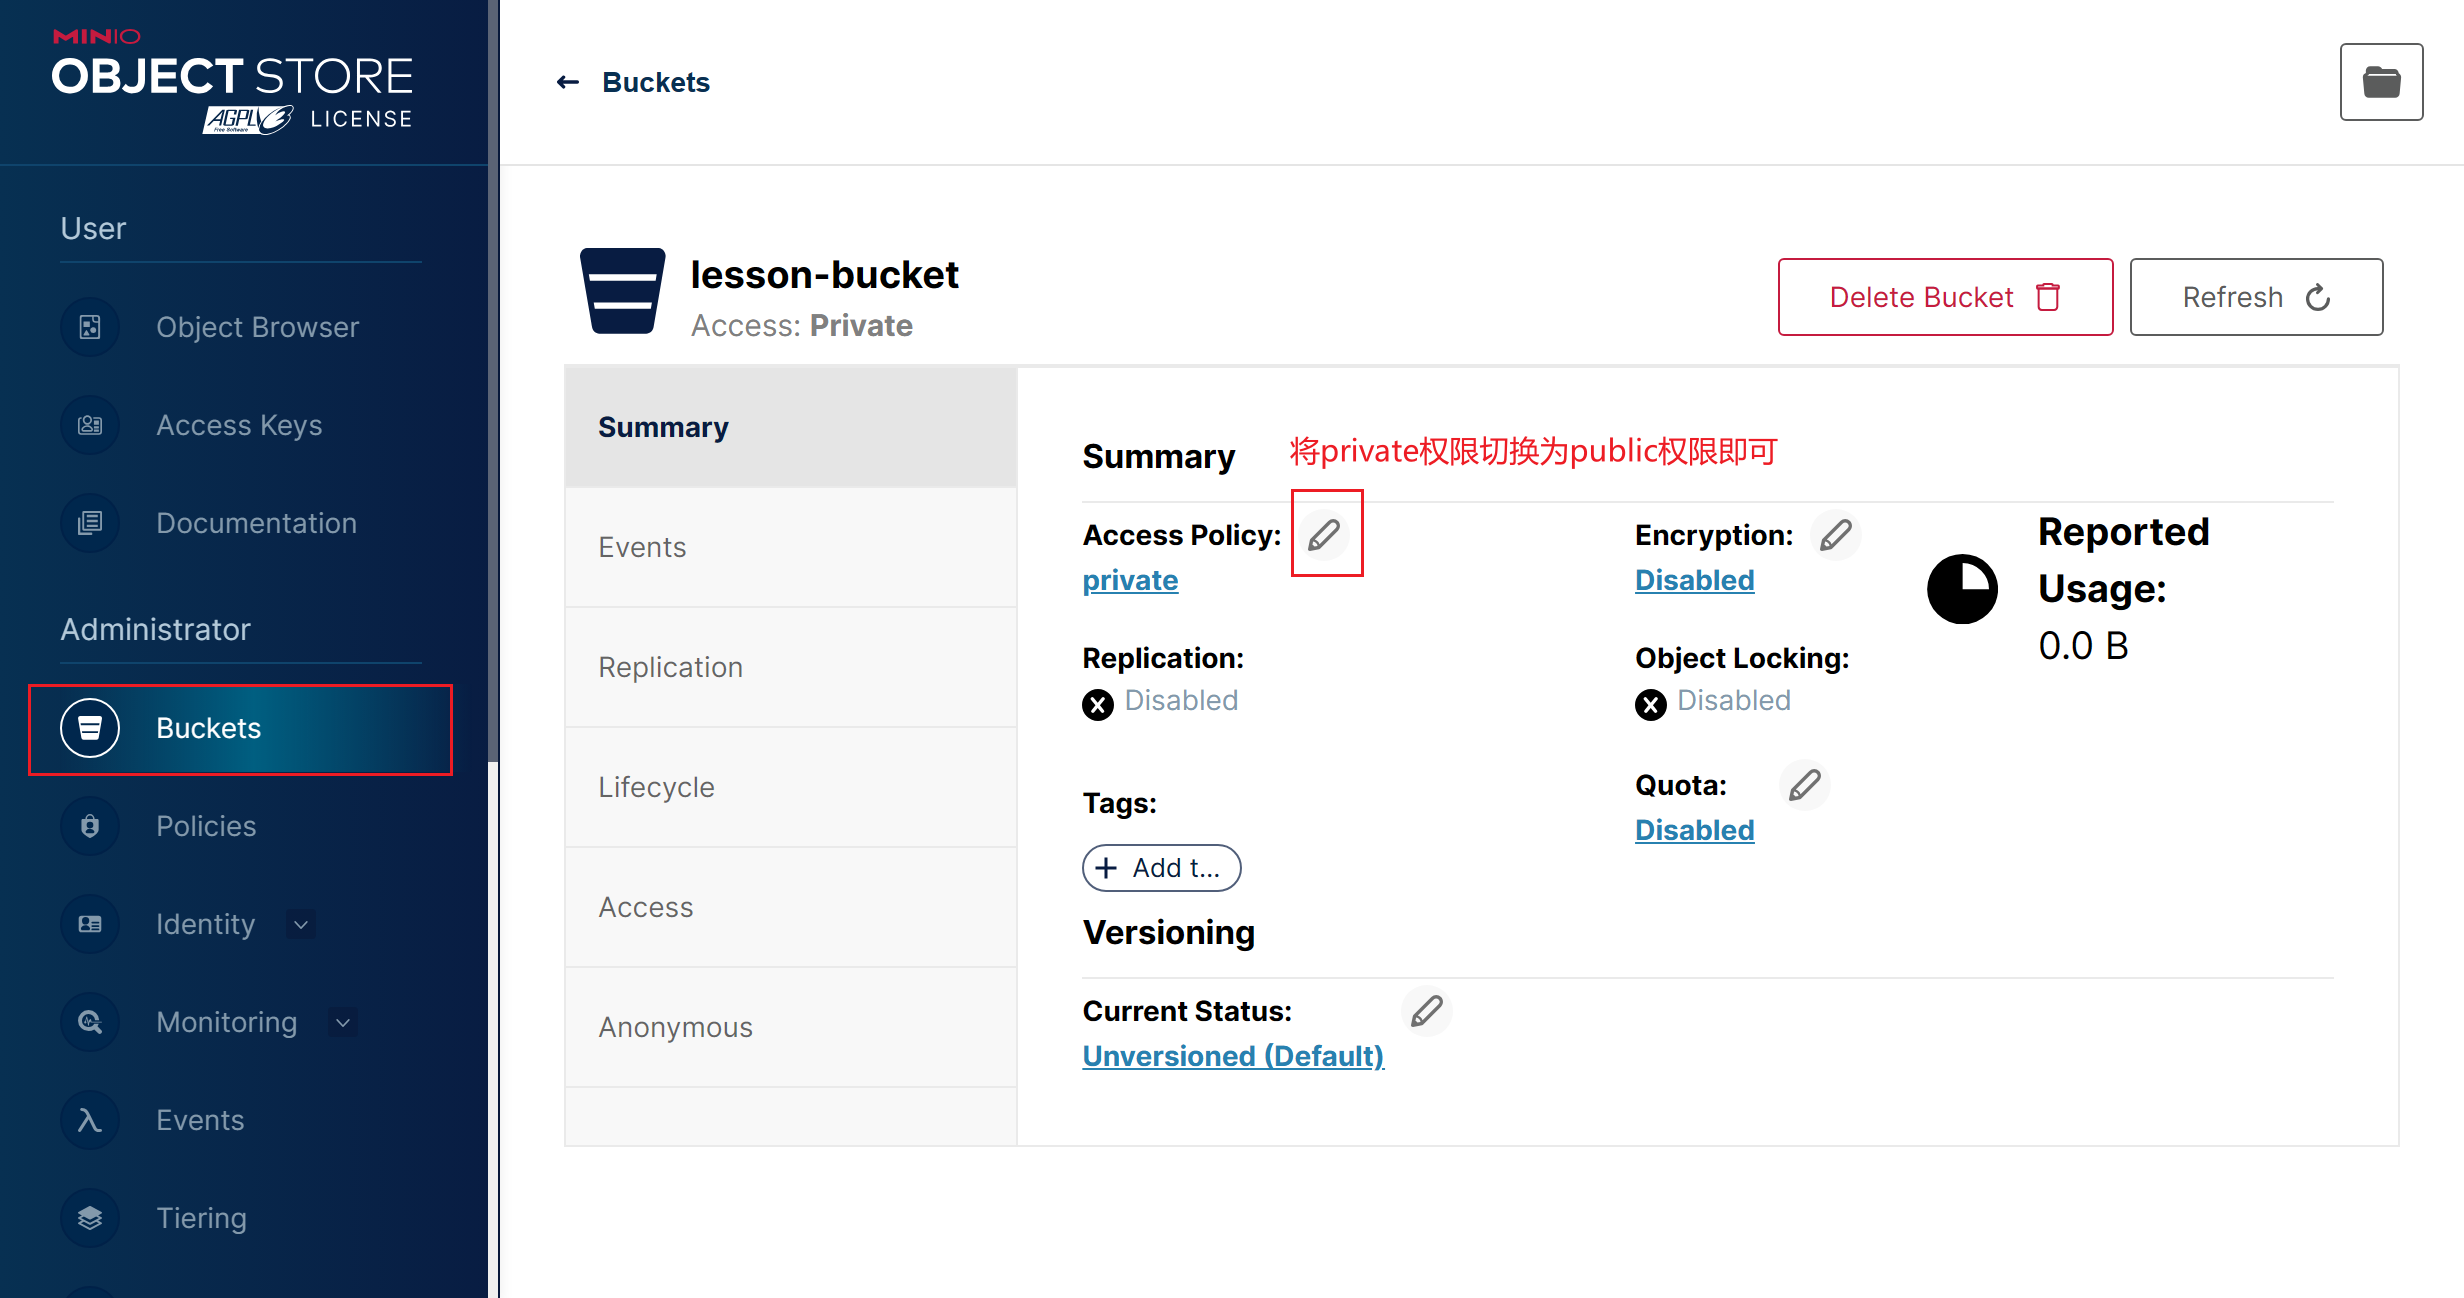 MINIO
OBJECT STORE
AGPL v3 LICENSE
Free Software
User
Object Browser
Access Keys
Documentation
Administrator
Buckets
Policies
Identity
Monitoring
Events
Tiering
Buckets
lesson-bucket
Access: Private
Delete Bucket
Refresh
Summary
Events
Replication
Lifecycle
Access
Anonymous
Summary
将private权限切换为public权限即可
Access Policy:
private
Encryption:
Disabled
Reported
Usage:
0.0 B
Replication:
Disabled
Object Locking:
Disabled
Tags:
Add t...
Quota:
Disabled
Versioning
Current Status:
Unversioned (Default)